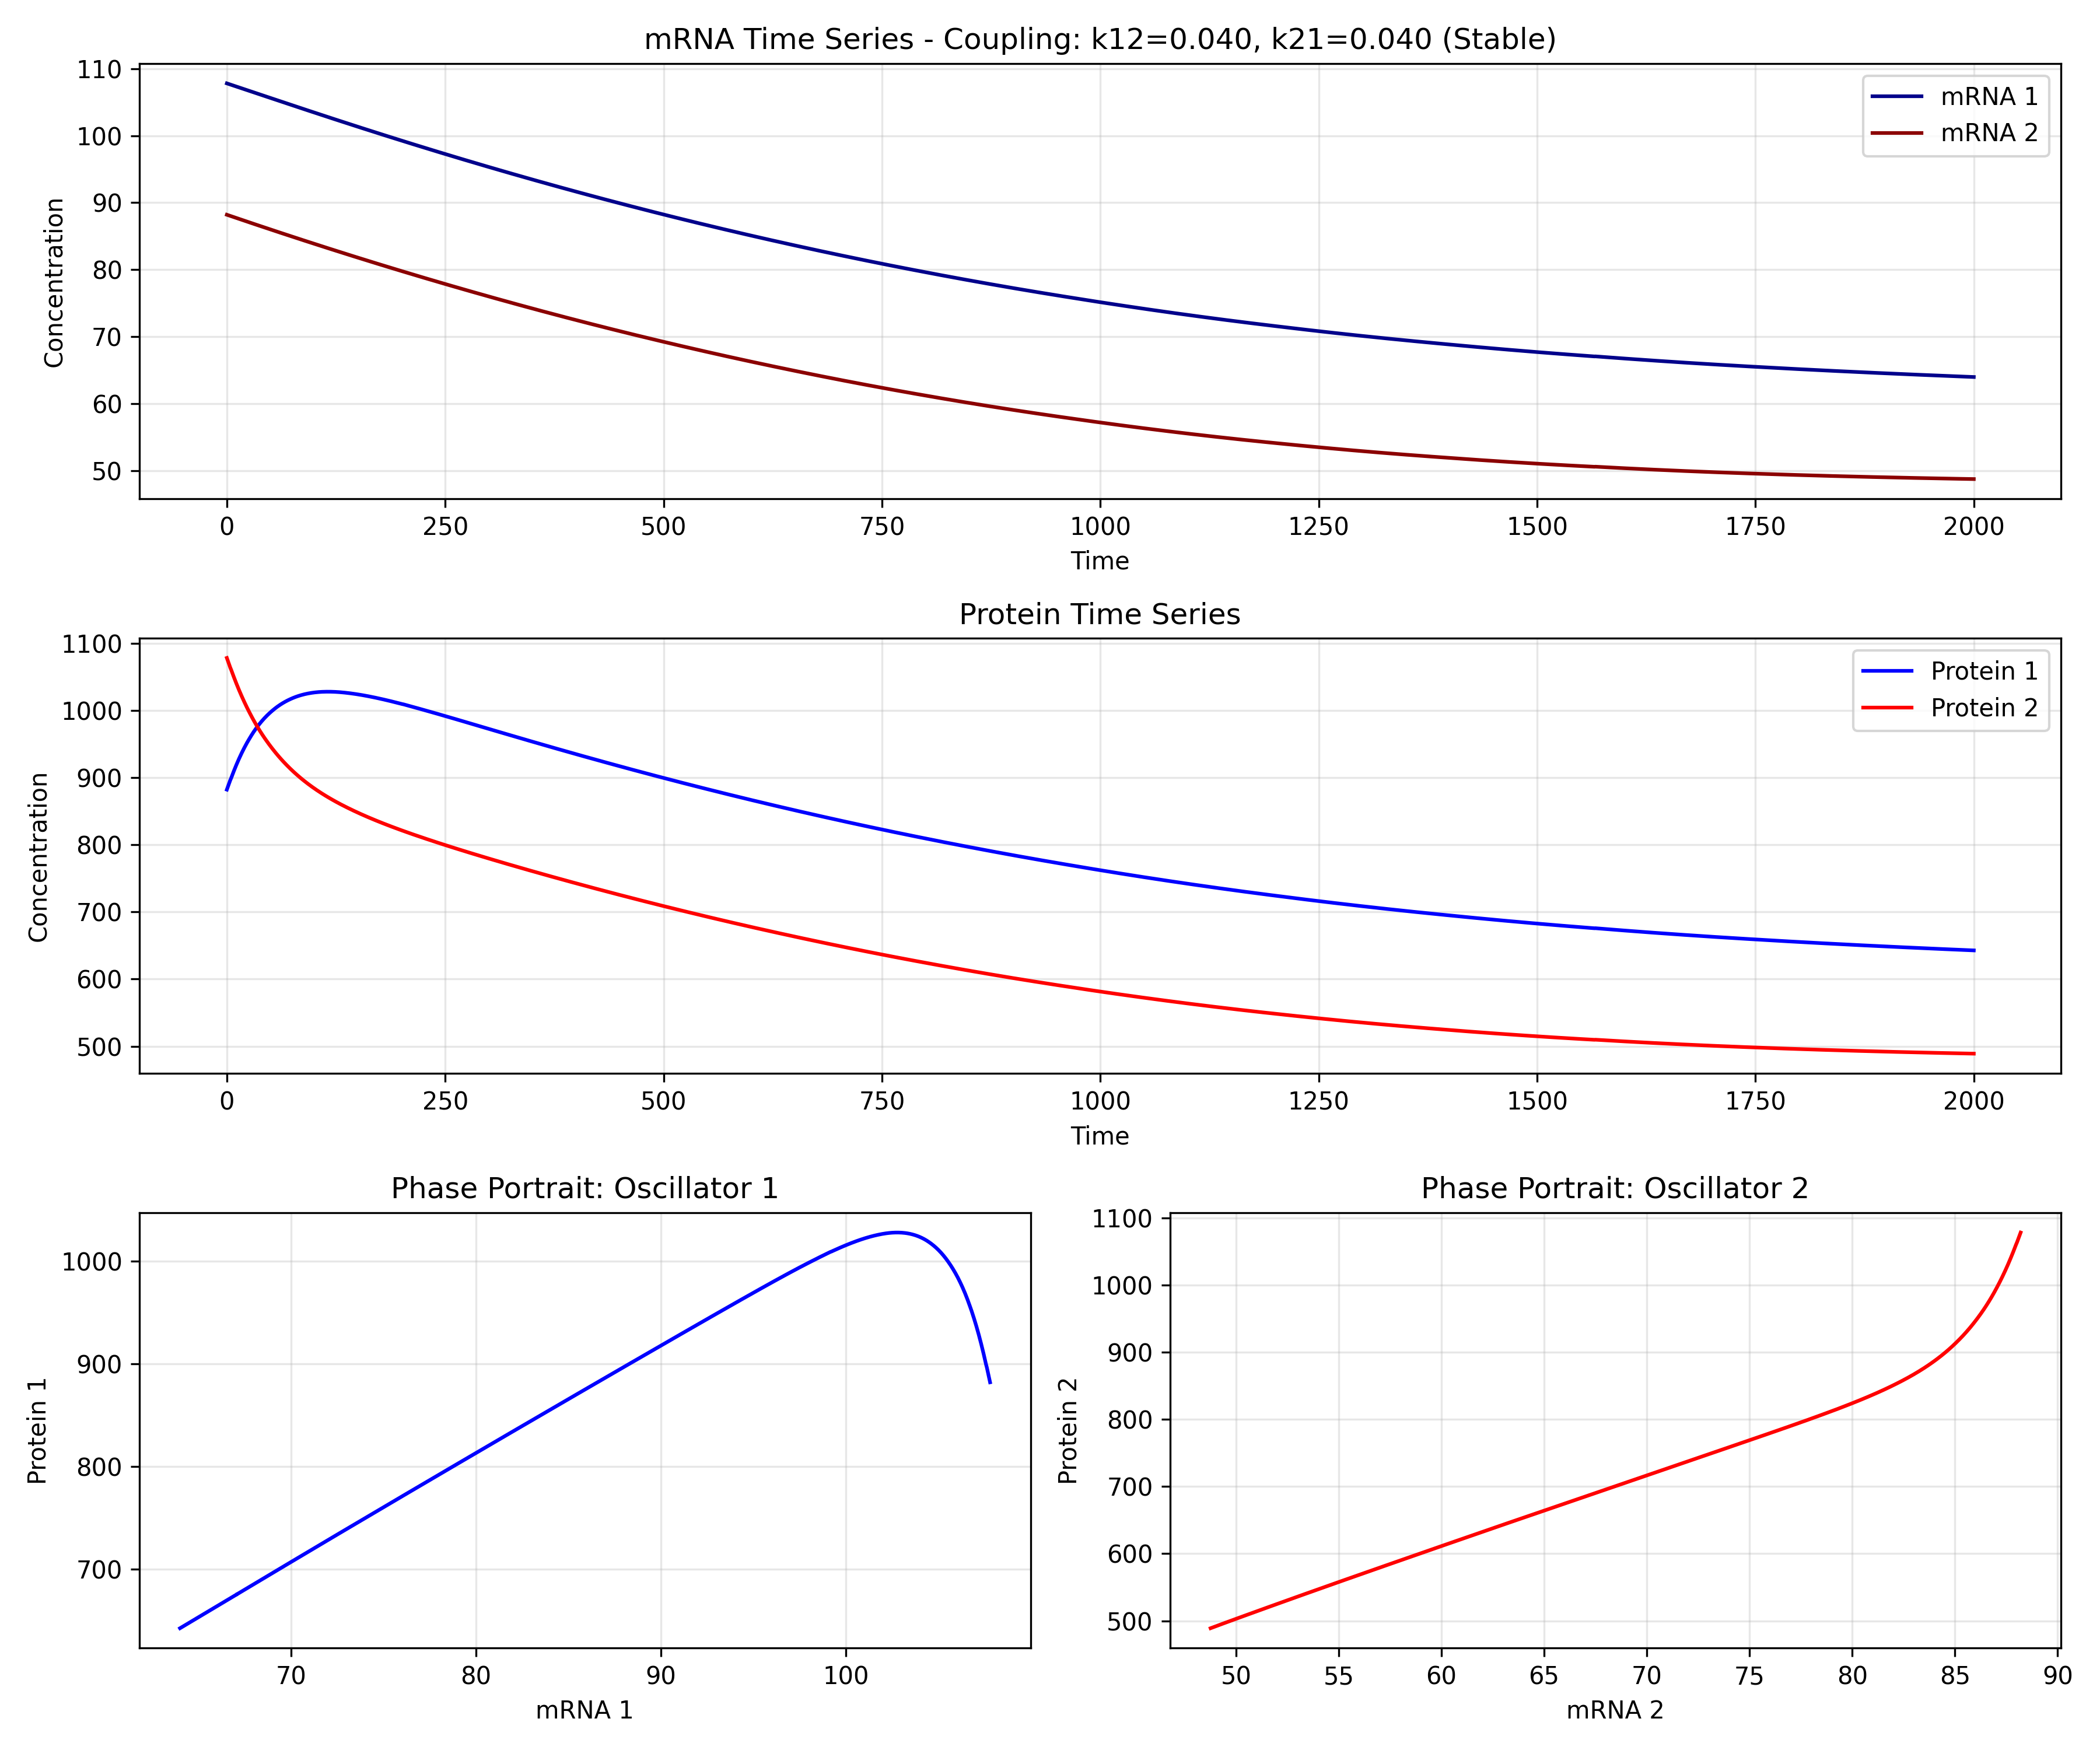 mRNA Time Series - Coupling: k12=0.040, k21=0.040 (Stable)
110
100
90
80
70
60
50
Concentration
mRNA 1
mRNA 2
0 250 500 750 1000 1250 1500 1750 2000
Time
Protein Time Series
1100
1000
900
800
700
600
500
Concentration
Protein 1
Protein 2
0 250 500 750 1000 1250 1500 1750 2000
Time
Phase Portrait: Oscillator 1
1000
900
800
700
Protein 1
70 80 90 100
mRNA 1
Phase Portrait: Oscillator 2
1100
1000
900
800
700
600
500
Protein 2
50 55 60 65 70 75 80 85 90
mRNA 2